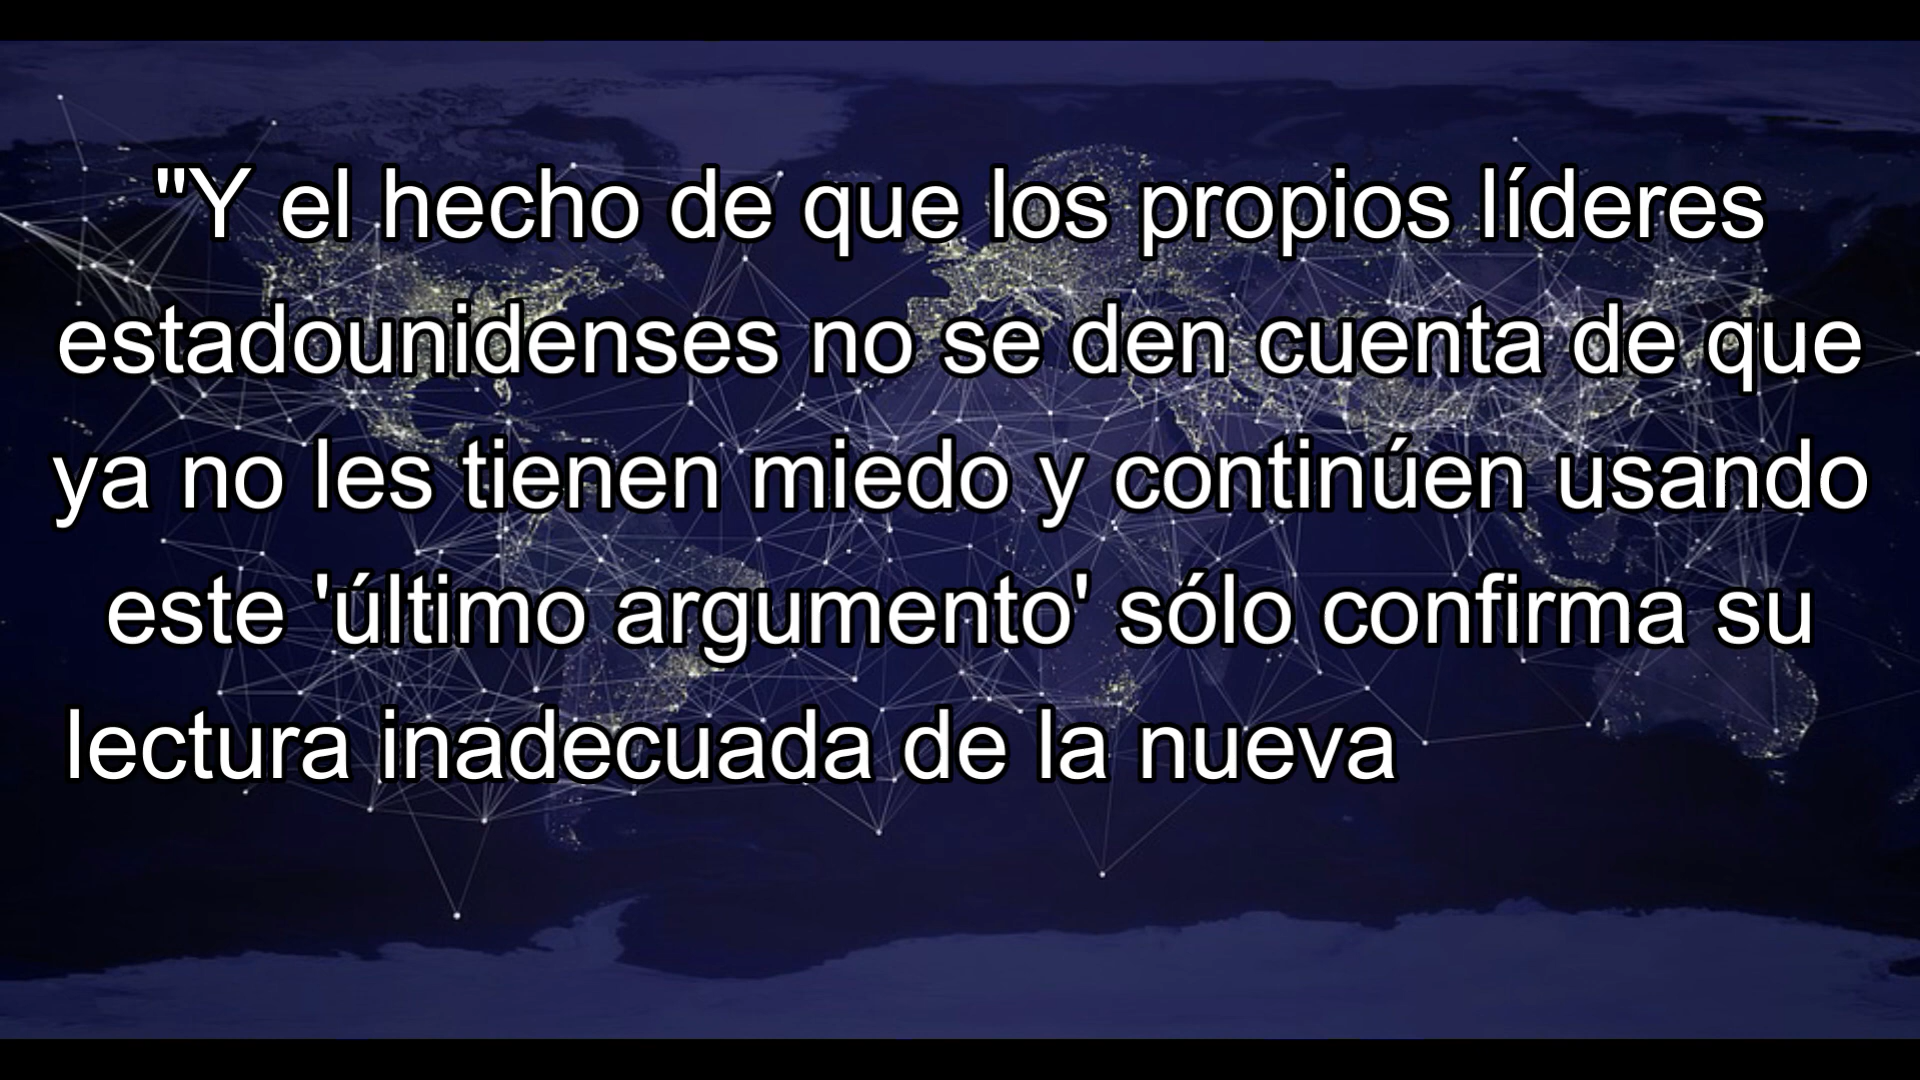 "Y el hecho de que los propios líderes
estadounidenses no se den cuenta de que
ya no les tienen miedo y continúen usando
este 'último argumento' sólo confirma su
lectura inadecuada de la nueva